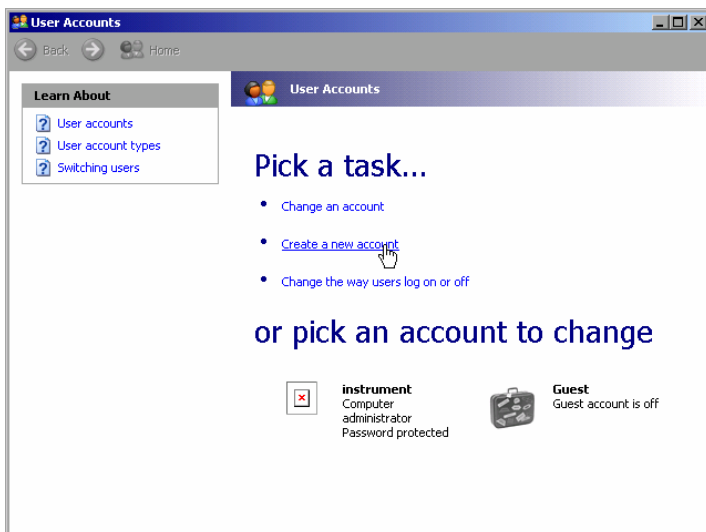 User Accounts
Back Home
Learn About
User accounts
User account types
Switching users
User Accounts
Pick a task...
Change an account
Create a new account
Change the way users log on or off
or pick an account to change
instrument
Computer
administrator
Password protected
Guest
Guest account is off